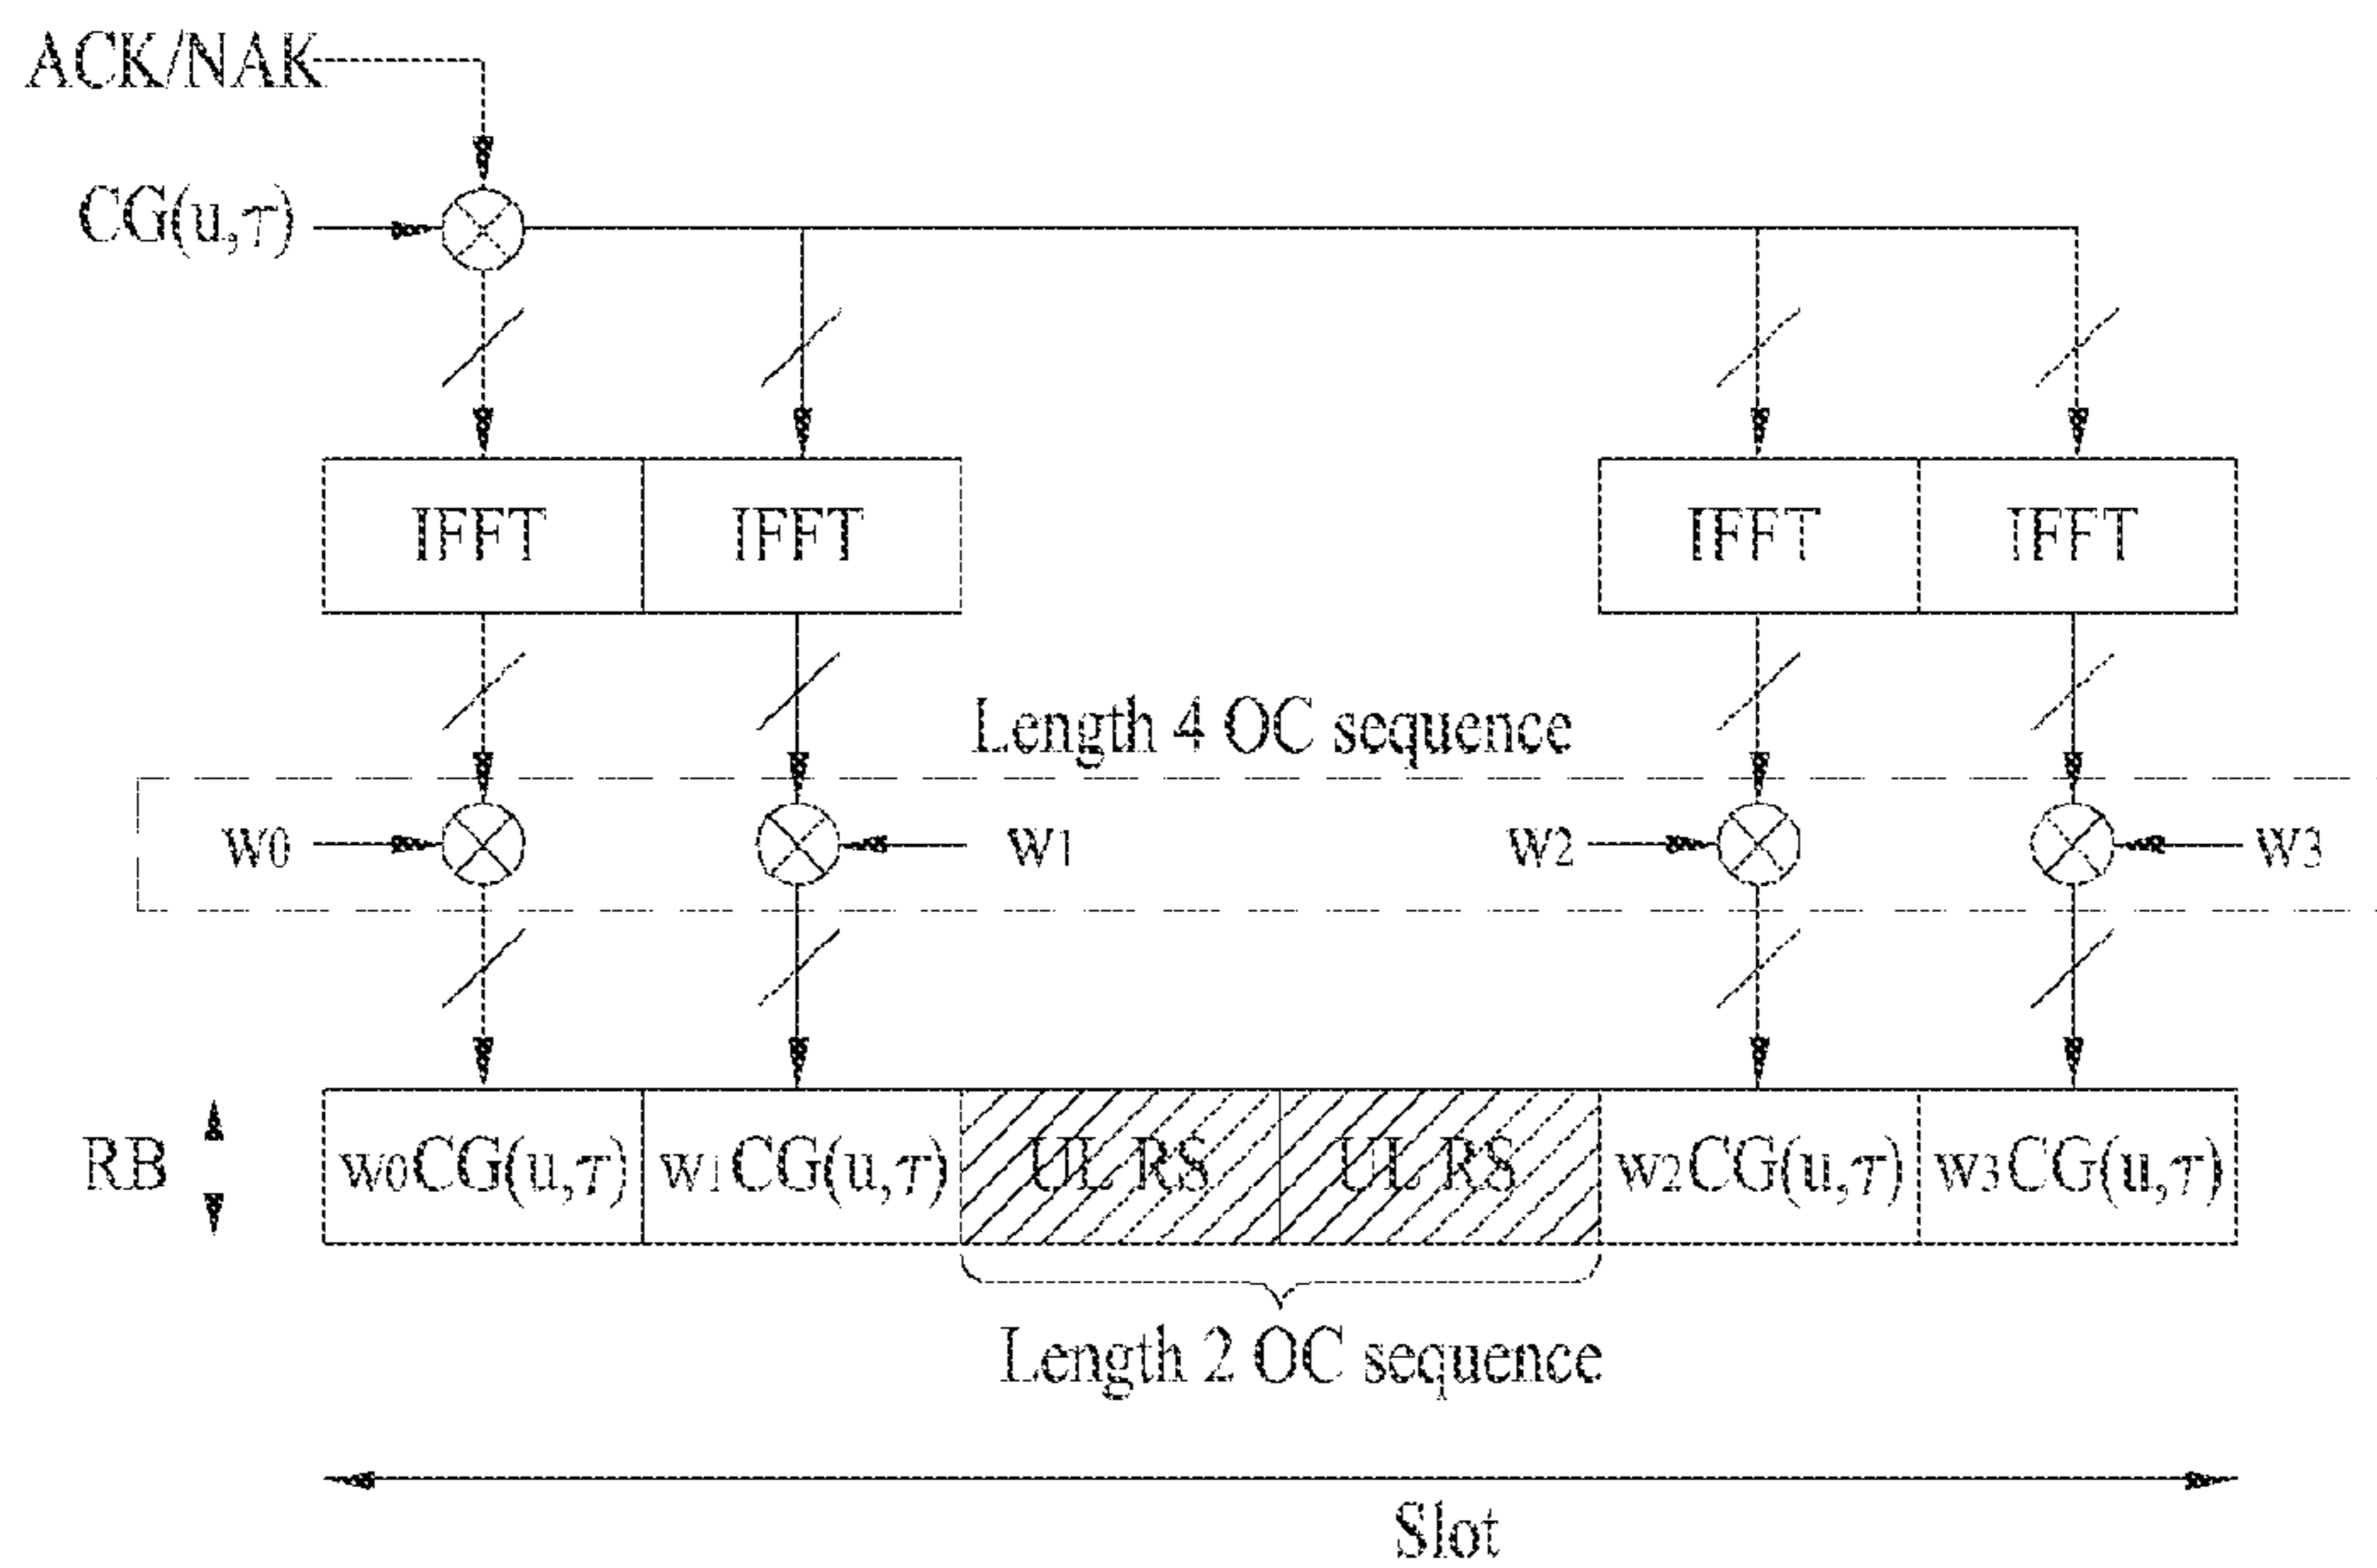 ACK/NAK
CG(u,τ)
IFFT IFFT IFFT IFFT
Length 4 OC sequence
w0 w1 w2 w3
RB w0CG(u,τ) w1CG(u,τ) UL RS UL RS w2CG(u,τ) w3CG(u,τ)
Length 2 OC sequence
Slot